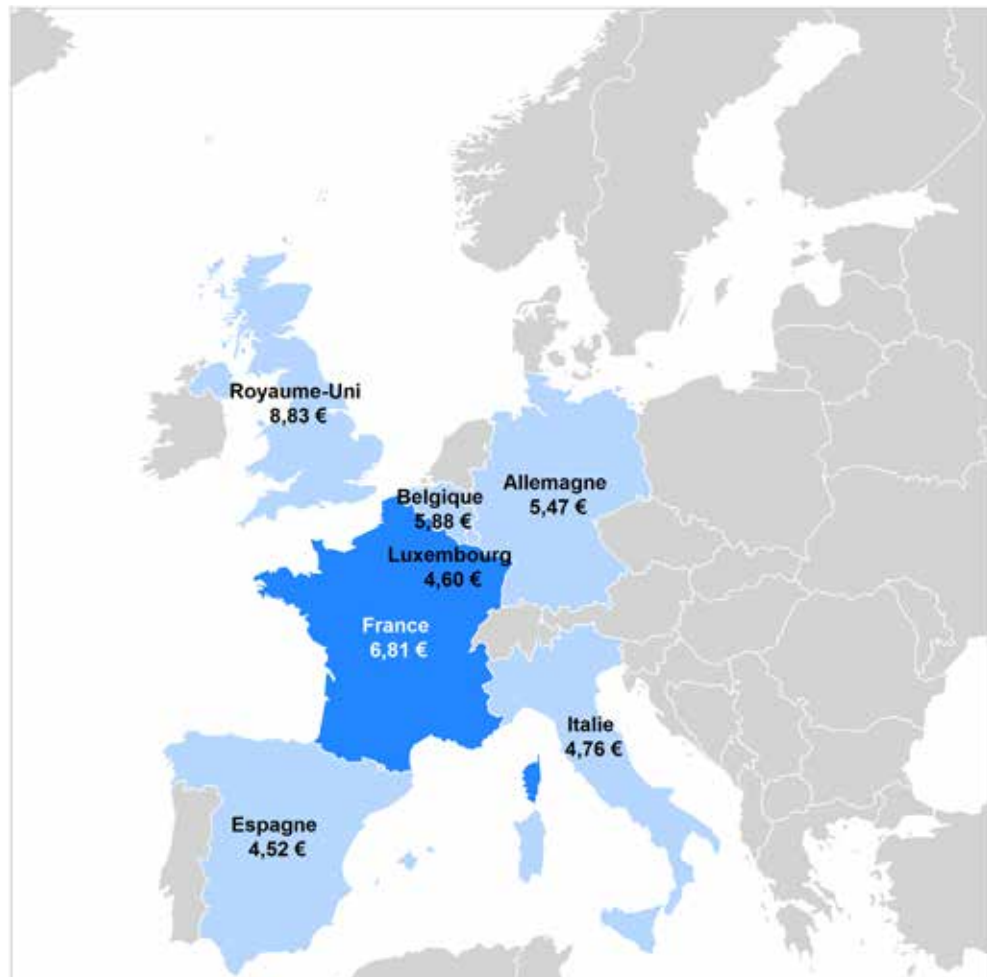 Royaume-Uni
8,83 €
Belgique
5,88 €
Allemagne
5,47 €
Luxembourg
4,60 €
France
6,81 €
Italie
4,76 €
Espagne
4,52 €